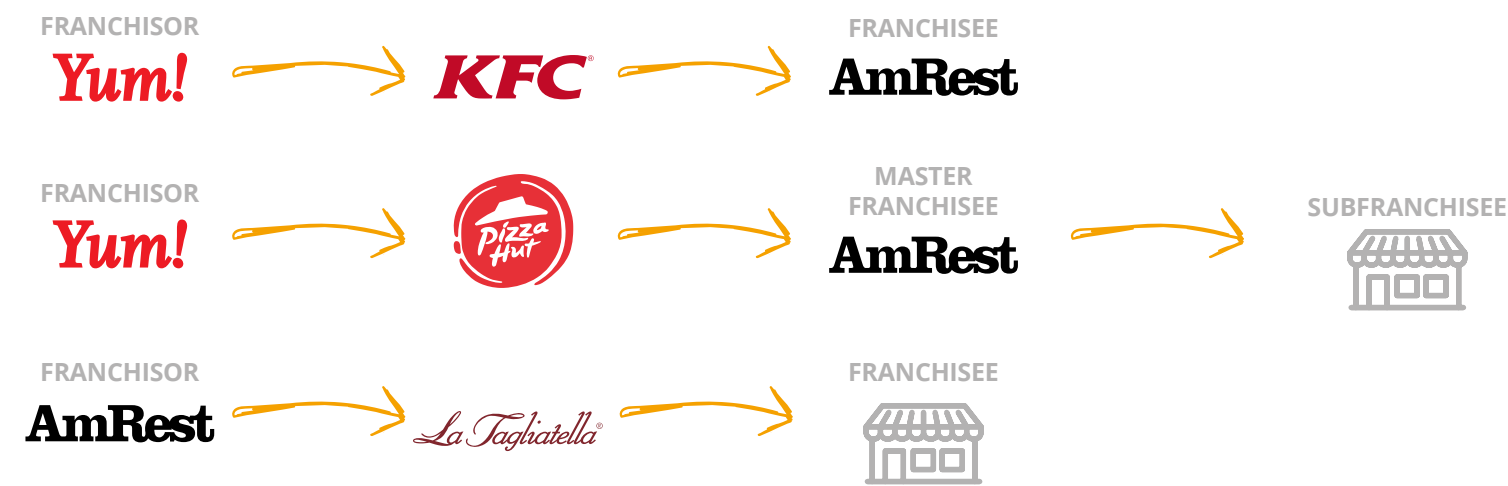 FRANCHISOR
Yum!
KFC®
FRANCHISEE
AmRest
FRANCHISOR
Yum!
Pizza
Hut
MASTER
FRANCHISEE
AmRest
SUBFRANCHISEE
FRANCHISOR
AmRest
La Tagliatella®
FRANCHISEE